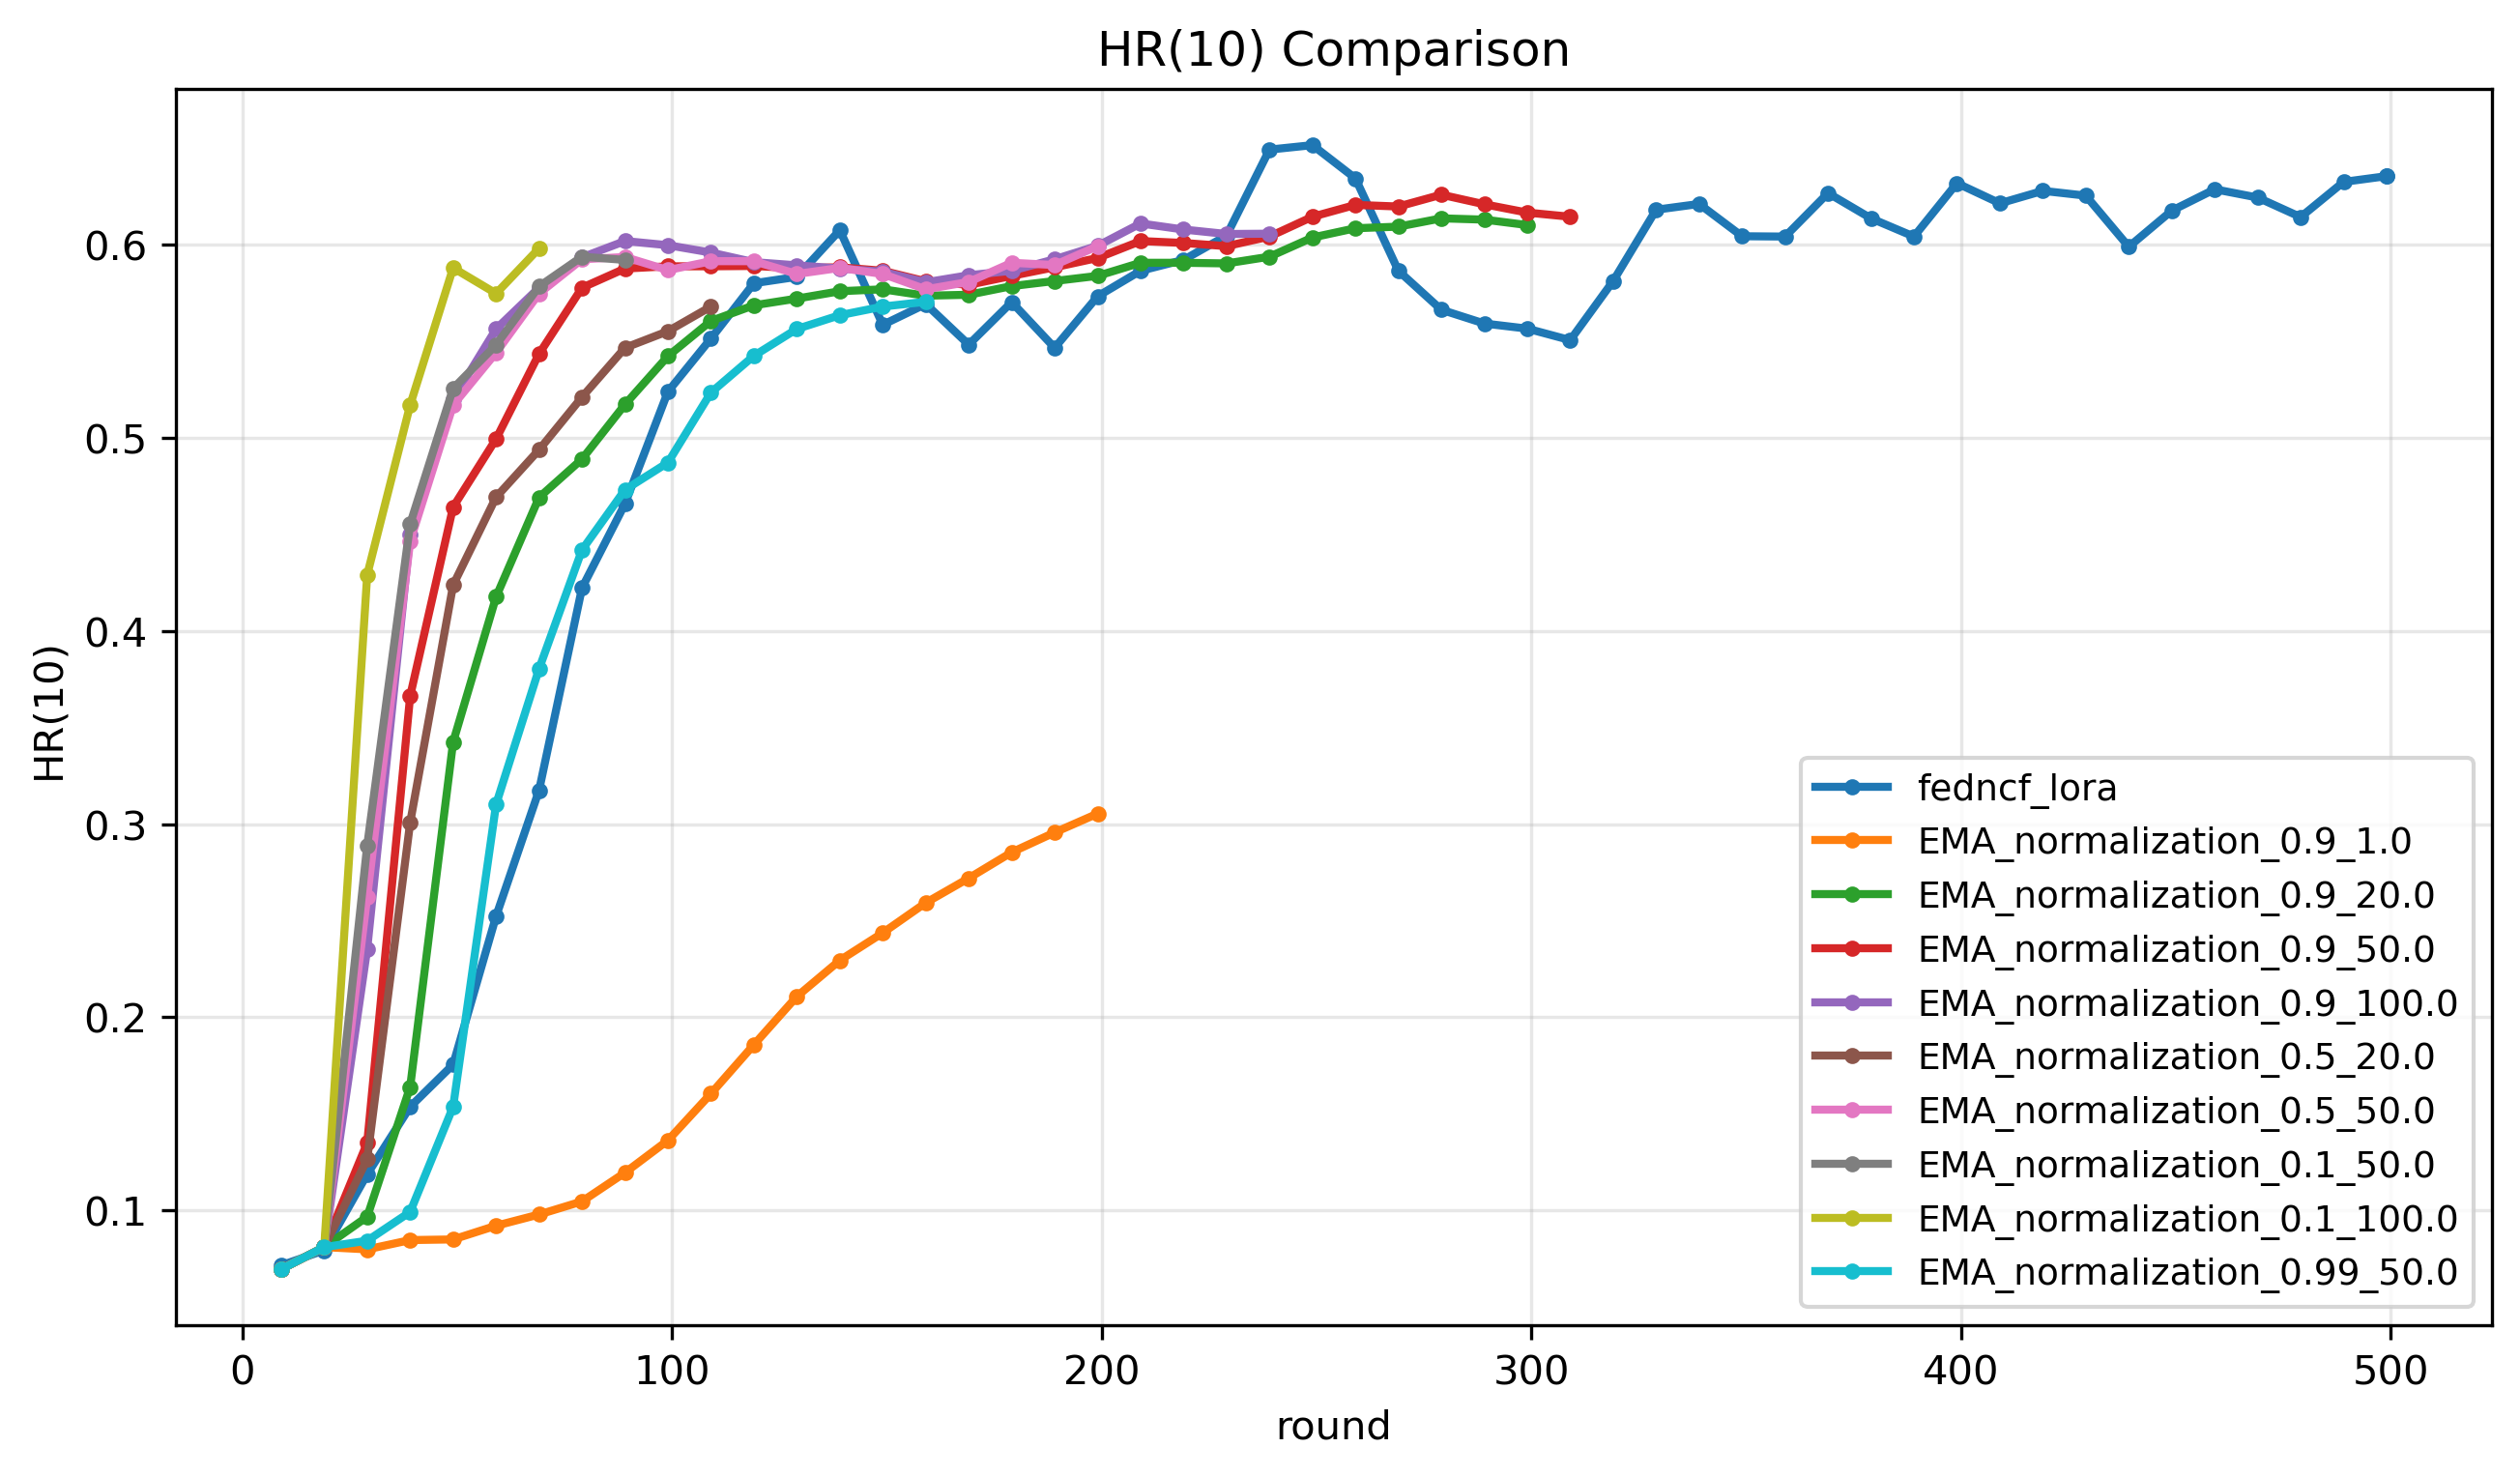 HR(10) Comparison
HR(10)
0.6
0.5
0.4
0.3
0.2
0.1
0 100 200 300 400 500
round
fedncf_lora
EMA_normalization_0.9_1.0
EMA_normalization_0.9_20.0
EMA_normalization_0.9_50.0
EMA_normalization_0.9_100.0
EMA_normalization_0.5_20.0
EMA_normalization_0.5_50.0
EMA_normalization_0.1_50.0
EMA_normalization_0.1_100.0
EMA_normalization_0.99_50.0